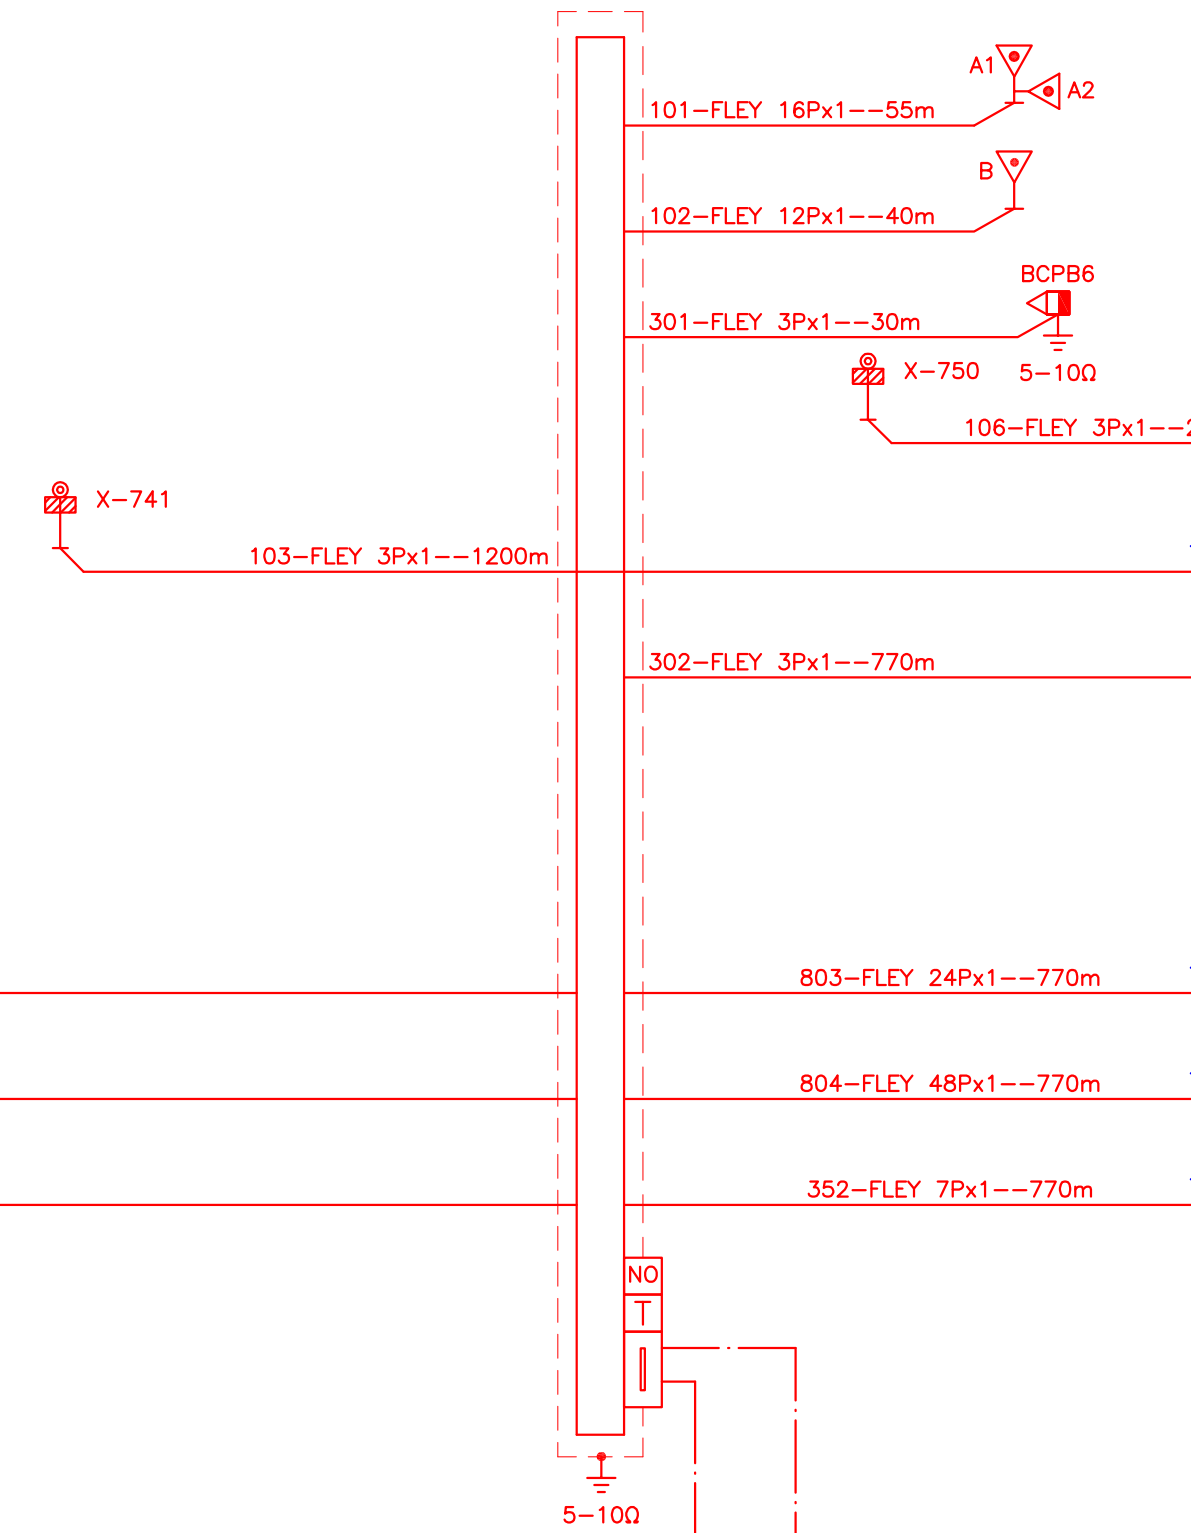 A1
A2
101-FLEY 16Px1--55m
B
102-FLEY 12Px1--40m
BCPB6
301-FLEY 3Px1--30m
X-750
5-10Ω
106-FLEY 3Px1--2
X-741
103-FLEY 3Px1--1200m
302-FLEY 3Px1--770m
803-FLEY 24Px1--770m
804-FLEY 48Px1--770m
352-FLEY 7Px1--770m
NO
T
5-10Ω